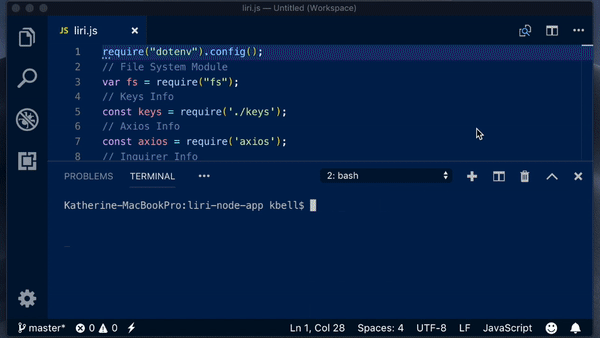 liri.js — Untitled (Workspace)
JS liri.js ×
1 require("dotenv").config();
2 // File System Module
3 var fs = require("fs");
4 // Keys Info
5 const keys = require('./keys');
6 // Axios Info
7 const axios = require('axios');
8 // Inquirer Info
PROBLEMS TERMINAL ••• 2: bash
Katherine-MacBookPro:liri-node-app kbell$
master* 0 0 Ln 1, Col 28 Spaces: 4 UTF-8 LF JavaScript